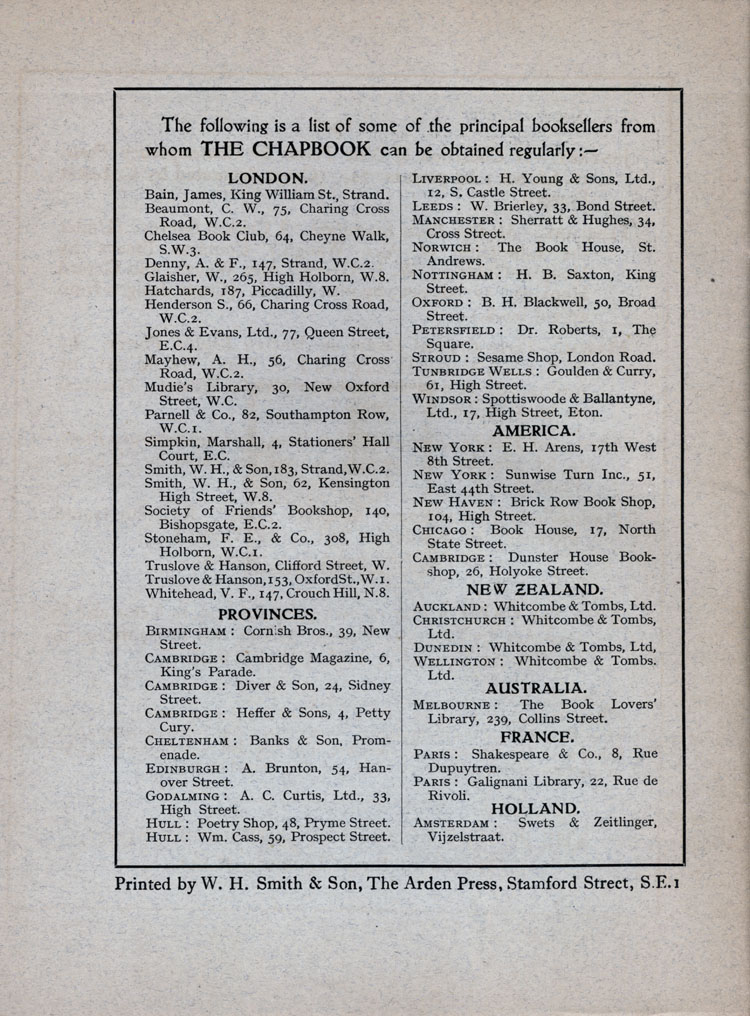 The following is a list of some of the principal booksellers from
whom THE CHAPBOOK can be obtained regularly :—
LONDON.
Bain, James, King William St., Strand.
Beaumont, C. W., 75, Charing Cross
Road, W.C.2.
Chelsea Book Club, 64, Cheyne Walk,
S.W.3.
Denny, A. & F., 147, Strand, W.C.2.
Glaisher, W., 265, High Holborn, W.8.
Hatchards, 187, Piccadilly, W.
Henderson S., 66, Charing Cross Road,
W.C.2.
Jones & Evans, Ltd., 77, Queen Street,
E.C.4.
Mayhew, A. H., 56, Charing Cross
Road, W.C.2.
Mudie's Library, 30, New Oxford
Street, W.C.
Parnell & Co., 82, Southampton Row,
W.C.1.
Simpkin, Marshall, 4, Stationers' Hall
Court, E.C.
Smith, W. H., & Son, 183, Strand, W.C.2.
Smith, W. H., & Son, 62, Kensington
High Street, W.8.
Society of Friends' Bookshop, 140,
Bishopsgate, E.C.2.
Stoneham, F. E., & Co., 308, High
Holborn, W.C.1.
Truslove & Hanson, Clifford Street, W.
Truslove & Hanson, 153, Oxford St., W.1.
Whitehead, V. F., 147, Crouch Hill, N.8.
PROVINCES.
BIRMINGHAM : Cornish Bros., 39, New
Street.
CAMBRIDGE : Cambridge Magazine, 6,
King's Parade.
CAMBRIDGE : Diver & Son, 24, Sidney
Street.
CAMBRIDGE : Heffer & Sons, 4, Petty
Cury.
CHELTENHAM : Banks & Son, Prom-
enade.
EDINBURGH : A. Brunton, 54, Han-
over Street.
GODALMING : A. C. Curtis, Ltd., 33,
High Street.
HULL : Poetry Shop, 48, Pryme Street.
HULL : Wm. Cass, 59, Prospect Street.
LIVERPOOL : H. Young & Sons, Ltd.,
12, S. Castle Street.
LEEDS : W. Brierley, 33, Bond Street.
MANCHESTER : Sherratt & Hughes, 34,
Cross Street.
NORWICH : The Book House, St.
Andrews.
NOTTINGHAM : H. B. Saxton, King
Street.
OXFORD : B. H. Blackwell, 50, Broad
Street.
PETERSFIELD : Dr. Roberts, 1, The
Square.
STROUD : Sesame Shop, London Road.
TUNBRIDGE WELLS : Goulden & Curry,
61, High Street.
WINDSOR : Spottiswoode & Ballantyne,
Ltd., 17, High Street, Eton.
AMERICA.
NEW YORK : E. H. Arens, 17th West
8th Street.
NEW YORK : Sunwise Turn Inc., 51,
East 44th Street.
NEW HAVEN : Brick Row Book Shop,
104, High Street.
CHICAGO : Book House, 17, North
State Street.
CAMBRIDGE : Dunster House Book-
shop, 26, Holyoke Street.
NEW ZEALAND.
AUCKLAND : Whitcombe & Tombs, Ltd.
CHRISTCHURCH : Whitcombe & Tombs,
Ltd.
DUNEDIN : Whitcombe & Tombs, Ltd,
WELLINGTON : Whitcombe & Tombs.
Ltd.
AUSTRALIA.
MELBOURNE : The Book Lovers'
Library, 239, Collins Street.
FRANCE.
PARIS : Shakespeare & Co., 8, Rue
Dupuytren.
PARIS : Galignani Library, 22, Rue de
Rivoli.
HOLLAND.
AMSTERDAM : Swets & Zeitlinger,
Vijzelstraat.
Printed by W. H. Smith & Son, The Arden Press, Stamford Street, S.E.1